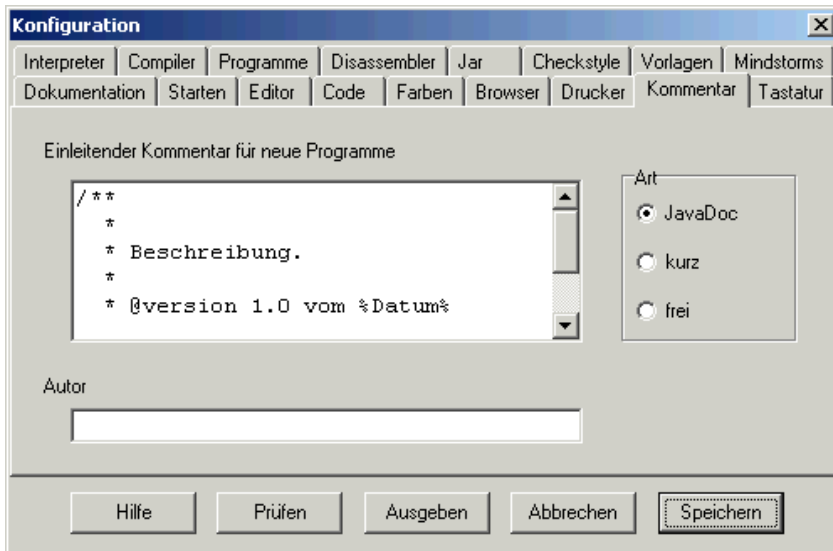 Konfiguration
Interpreter Compiler Programme Disassembler Jar Checkstyle Vorlagen Mindstorms
Dokumentation Starten Editor Code Farben Browser Drucker Kommentar Tastatur
Einleitender Kommentar für neue Programme
Art
/**
*
* Beschreibung.
*
* @version 1.0 vom %Datum%
JavaDoc
kurz
frei
Autor
Hilfe Prüfen Ausgeben Abbrechen Speichern